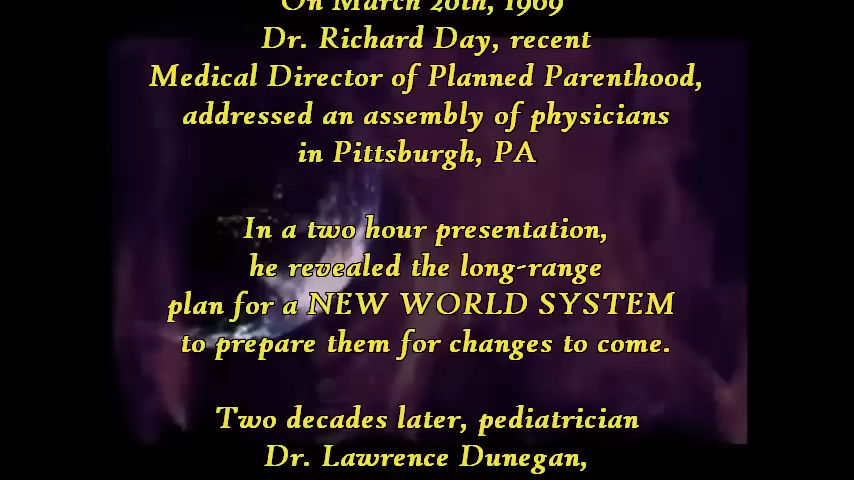 On March 20th, 1969
Dr. Richard Day, recent
Medical Director of Planned Parenthood,
addressed an assembly of physicians
in Pittsburgh, PA
In a two hour presentation,
he revealed the long-range
plan for a NEW WORLD SYSTEM
to prepare them for changes to come.
Two decades later, pediatrician
Dr. Lawrence Dunegan,